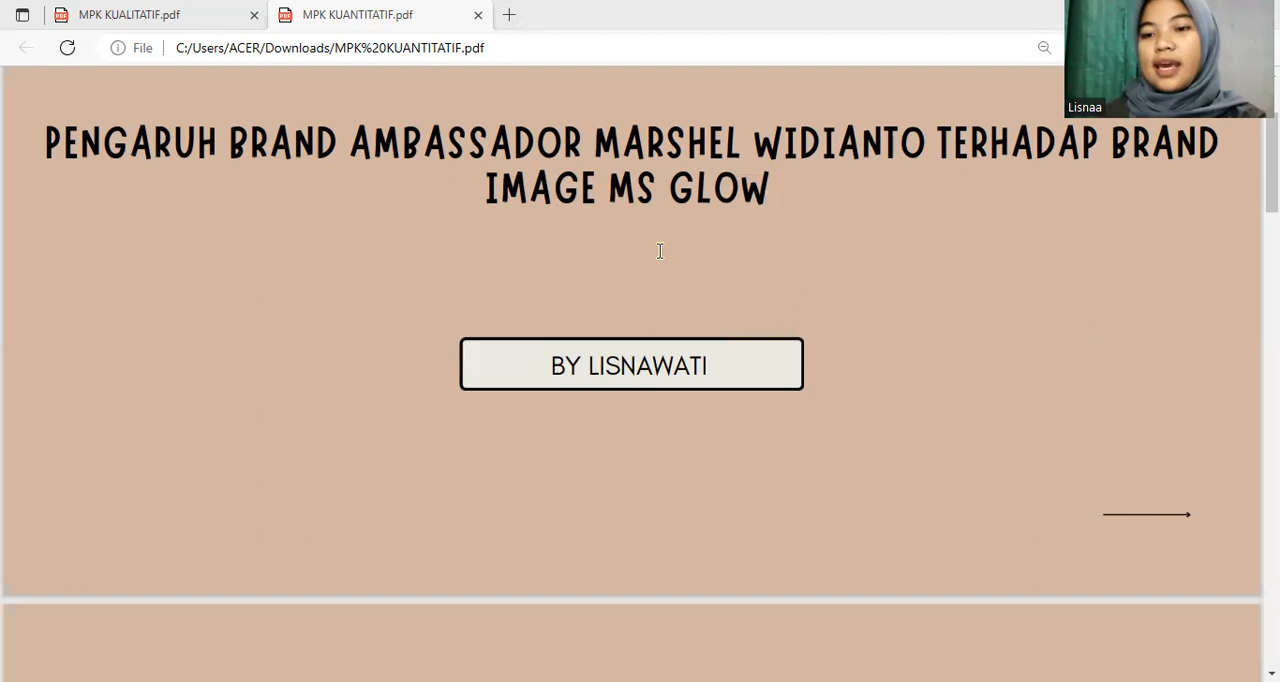 MPK KUALITATIF.pdf
MPK KUANTITATIF.pdf
File
C:/Users/ACER/Downloads/MPK%20KUANTITATIF.pdf
Lisnaa
PENGARUH BRAND AMBASSADOR MARSHEL WIDIANTO TERHADAP BRAND
IMAGE MS GLOW
BY LISNAWATI